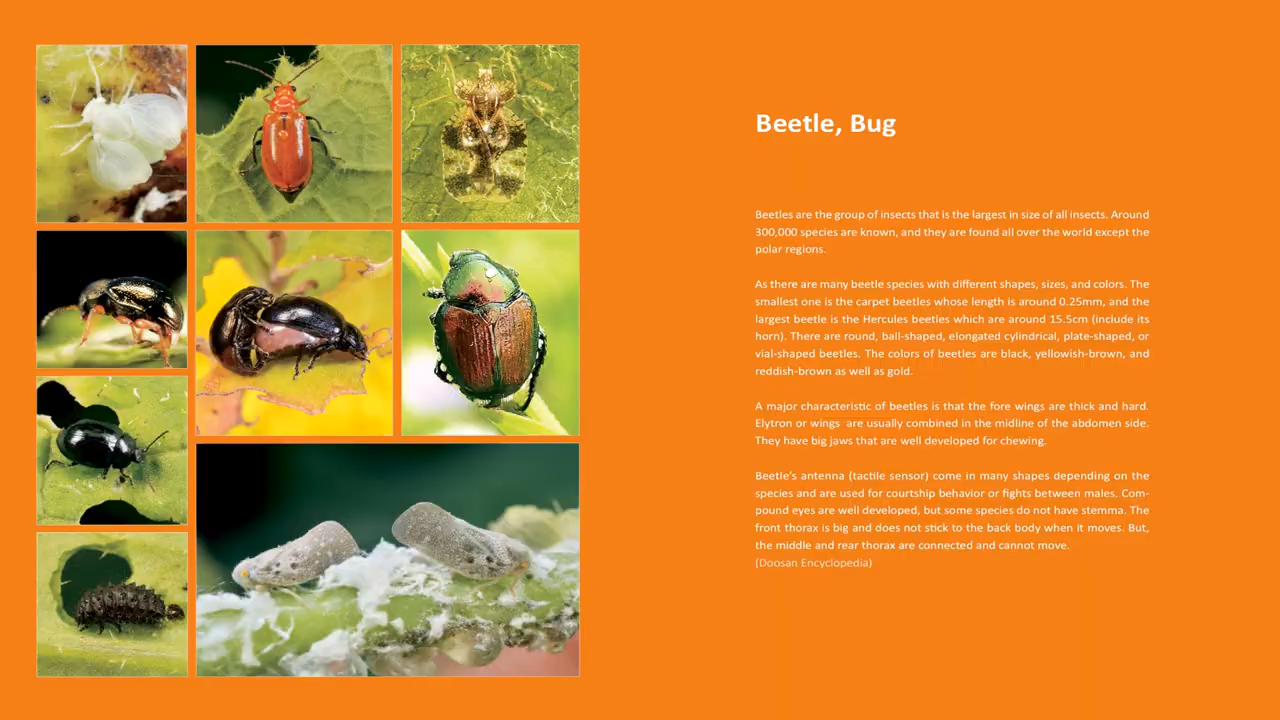 Beetle, Bug
Beetles are the group of insects that is the largest in size of all insects. Around
300,000 species are known, and they are found all over the world except the
polar regions.
As there are many beetle species with different shapes, sizes, and colors. The
smallest one is the carpet beetles whose length is around 0.25mm, and the
largest beetle is the Hercules beetles which are around 15.5cm (include its
horn). There are round, ball-shaped, elongated cylindrical, plate-shaped, or
vial-shaped beetles. The colors of beetles are black, yellowish-brown, and
reddish-brown as well as gold.
A major characteristic of beetles is that the fore wings are thick and hard.
Elytron or wings are usually combined in the midline of the abdomen side.
They have big jaws that are well developed for chewing.
Beetle's antenna (tactile sensor) come in many shapes depending on the
species and are used for courtship behavior or fights between males. Com-
pound eyes are well developed, but some species do not have stemma. The
front thorax is big and does not stick to the back body when it moves. But,
the middle and rear thorax are connected and cannot move.
(Doosan Encyclopedia)